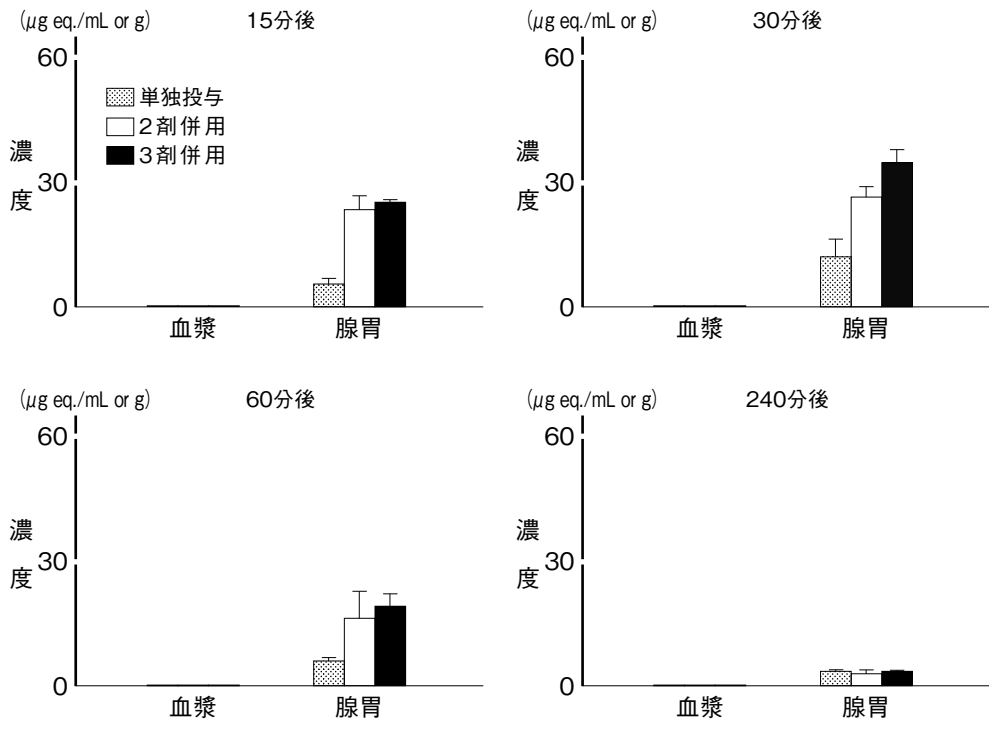 (μg eq./mL or g) 15分後
60
濃度
30
0
単独投与
2剤併用
3剤併用
血漿 腺胃
(μg eq./mL or g) 30分後
60
濃度
30
0
血漿 腺胃
(μg eq./mL or g) 60分後
60
濃度
30
0
血漿 腺胃
(μg eq./mL or g) 240分後
60
濃度
30
0
血漿 腺胃